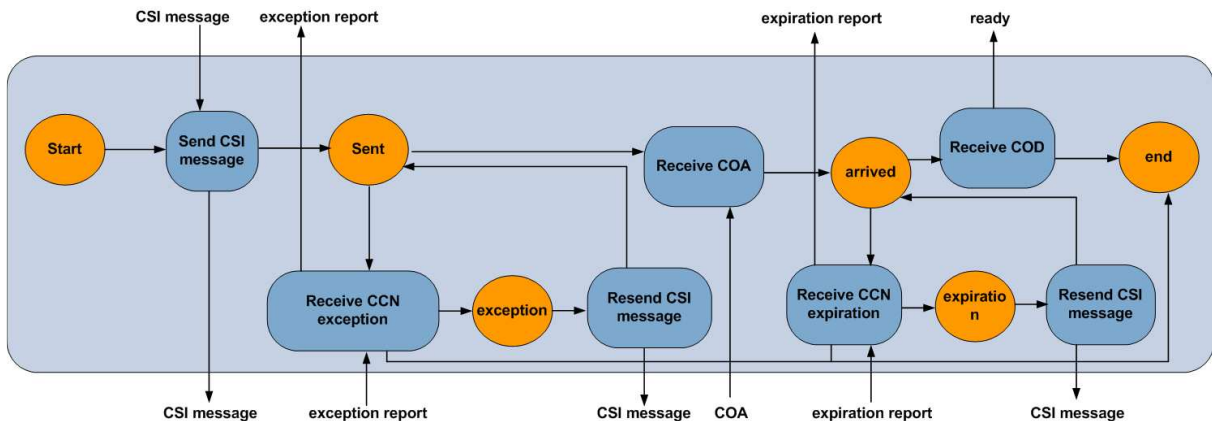 CSI message
exception report
expiration report
ready
Start
Send CSI
message
Sent
Receive COA
arrived
Receive COD
end
Receive CCN
exception
exception
Resend CSI
message
Receive CCN
expiration
expiratio
n
Resend CSI
message
CSI message
exception report
CSI message
COA
expiration report
CSI message